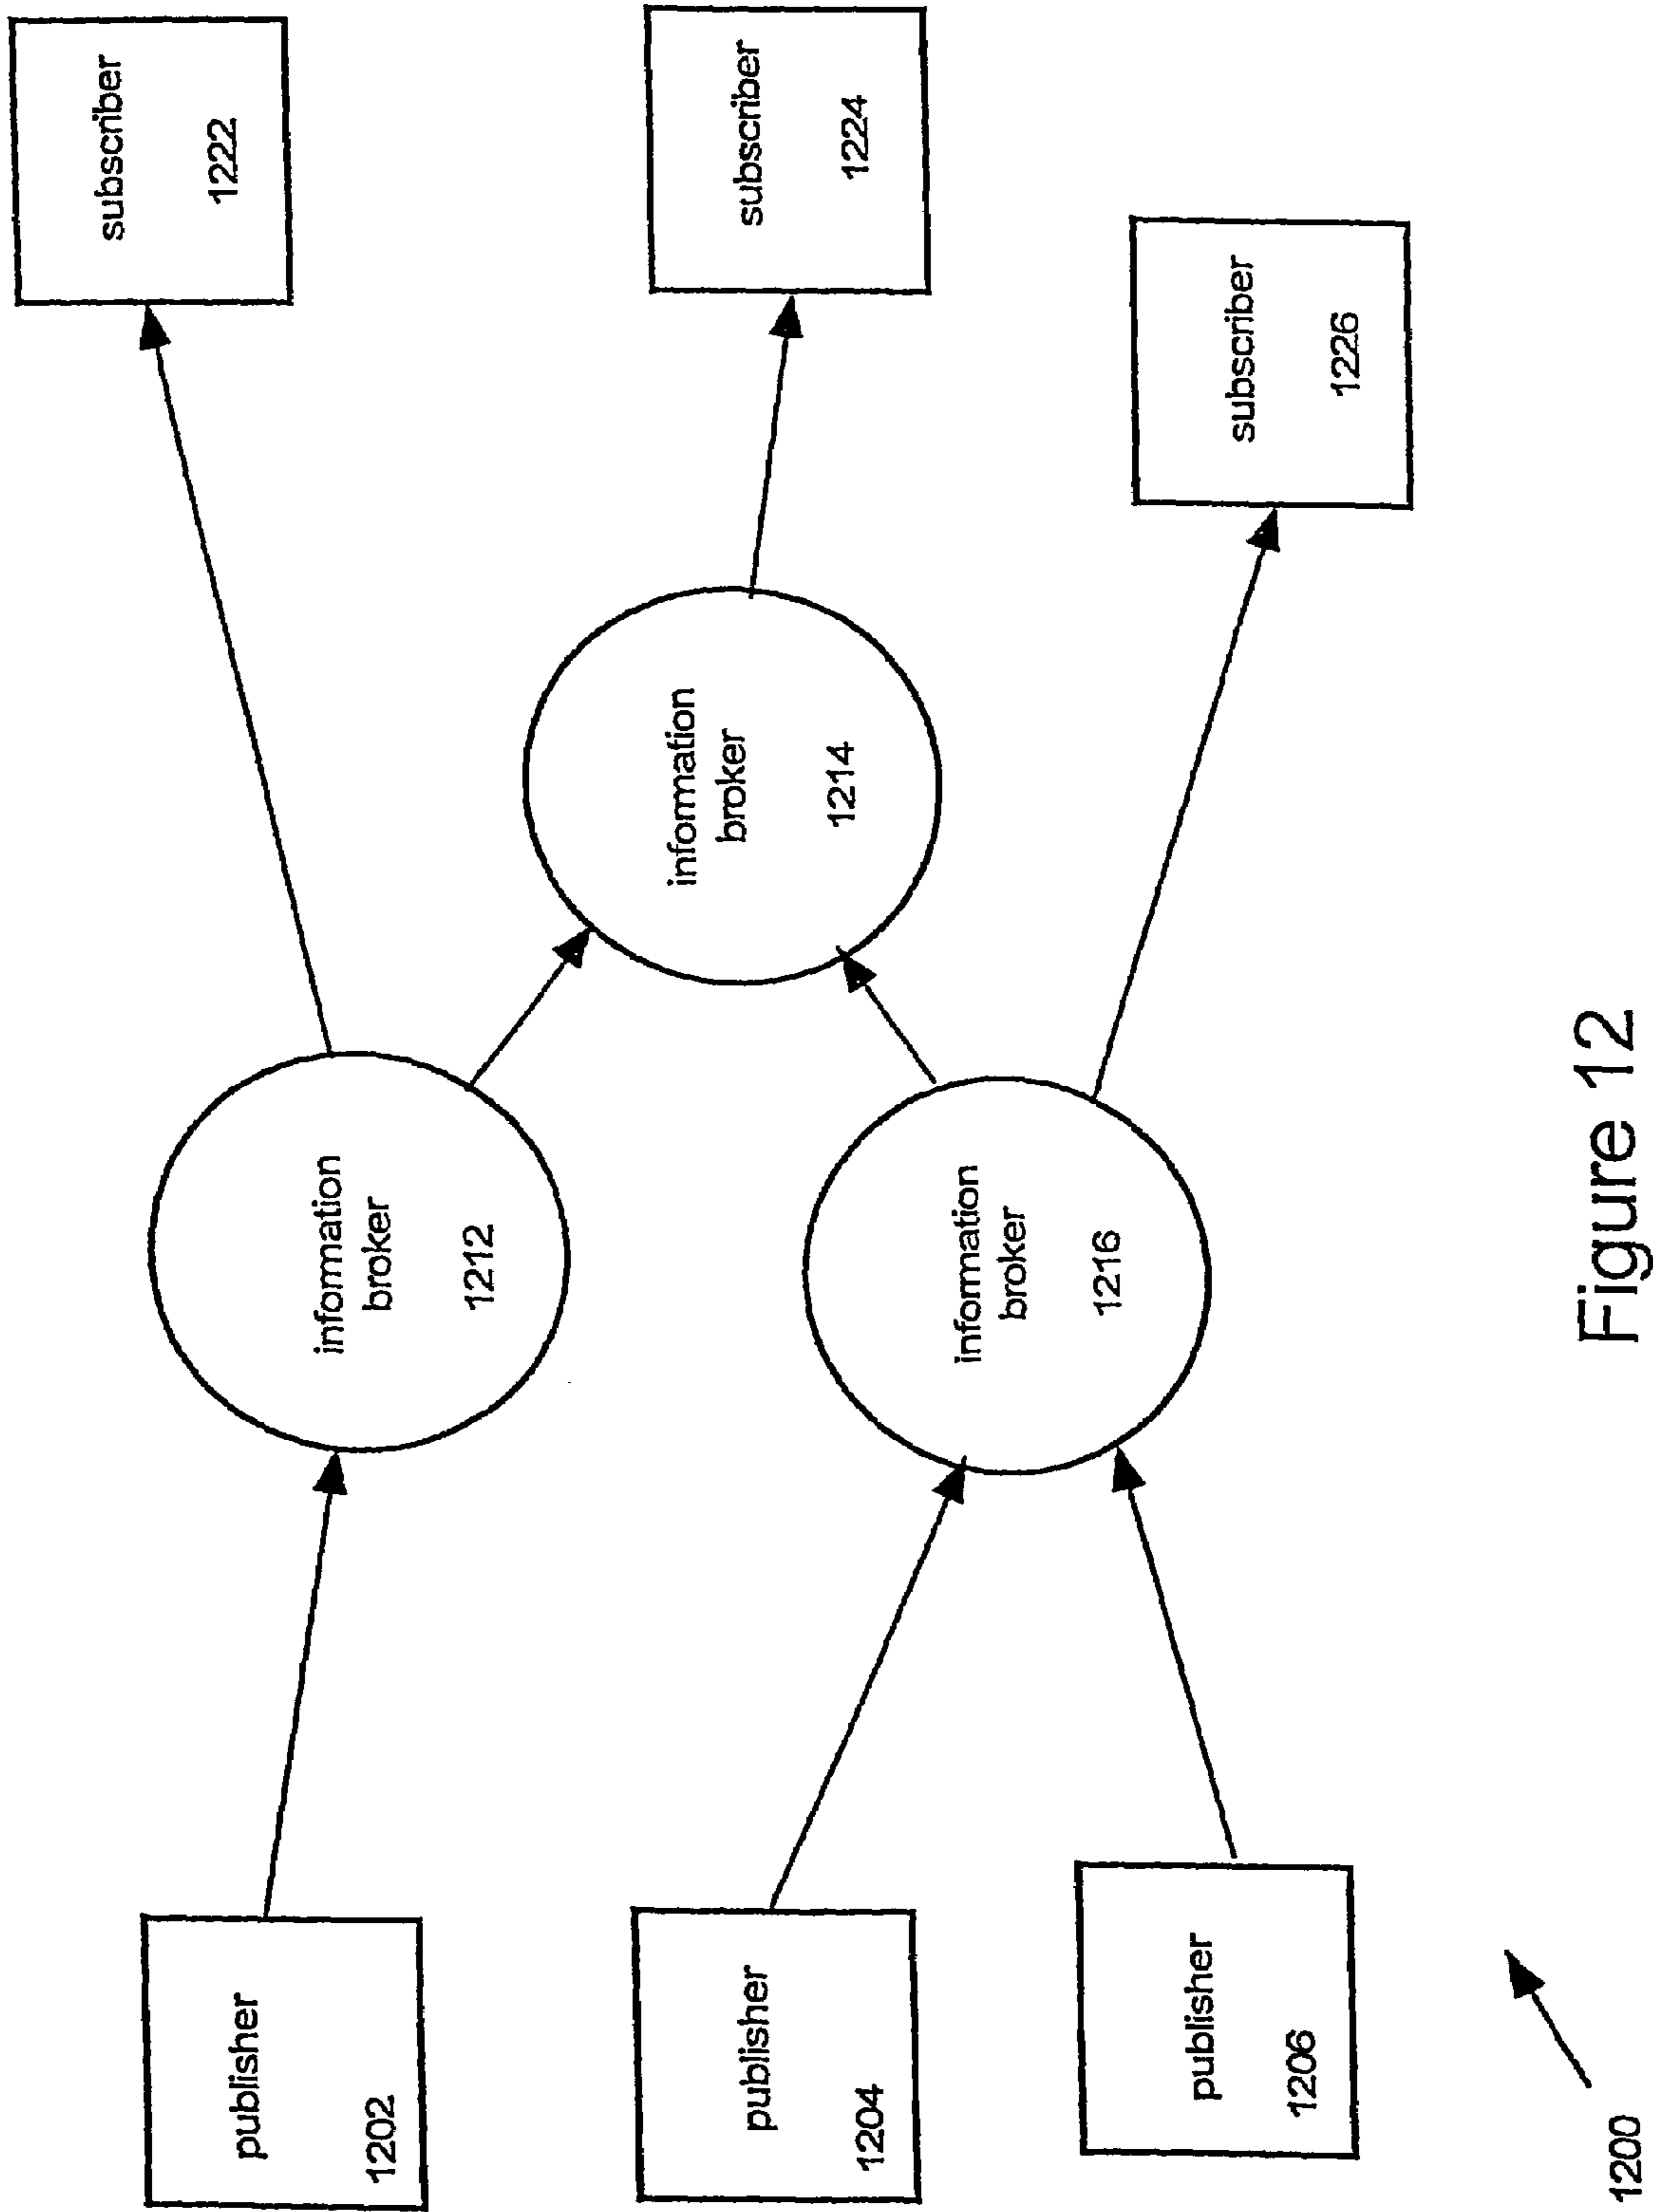 subscriber
1222
publisher
1202
information
broker
1212
subscriber
1224
information
broker
1214
publisher
1204
information
broker
1216
subscriber
1226
publisher
1206
1200
Figure 12